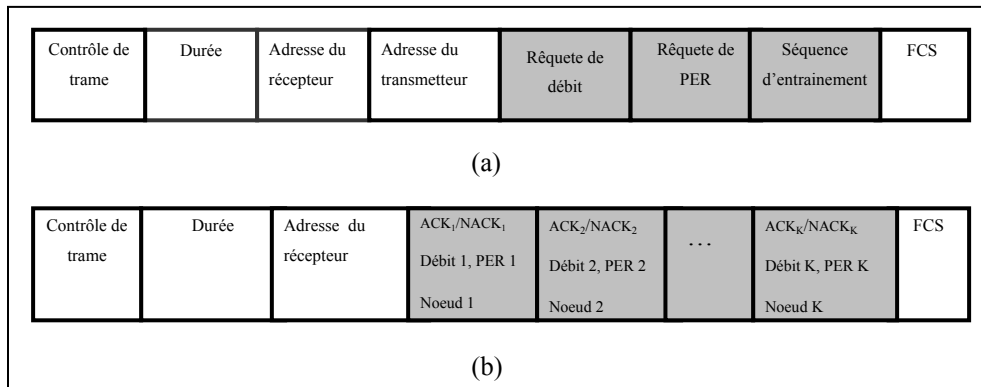 Contrôle de trame
Durée
Adresse du récepteur
Adresse du transmetteur
Rêquete de débit
Rêquete de PER
Séquence d'entrainement
FCS
(a)
Contrôle de trame
Durée
Adresse du récepteur
ACK₁/NACK₁
Débit 1, PER 1
Noeud 1
ACK₂/NACK₂
Débit 2, PER 2
Noeud 2
...
ACKK/NACKK
Débit K, PER K
Noeud K
FCS
(b)